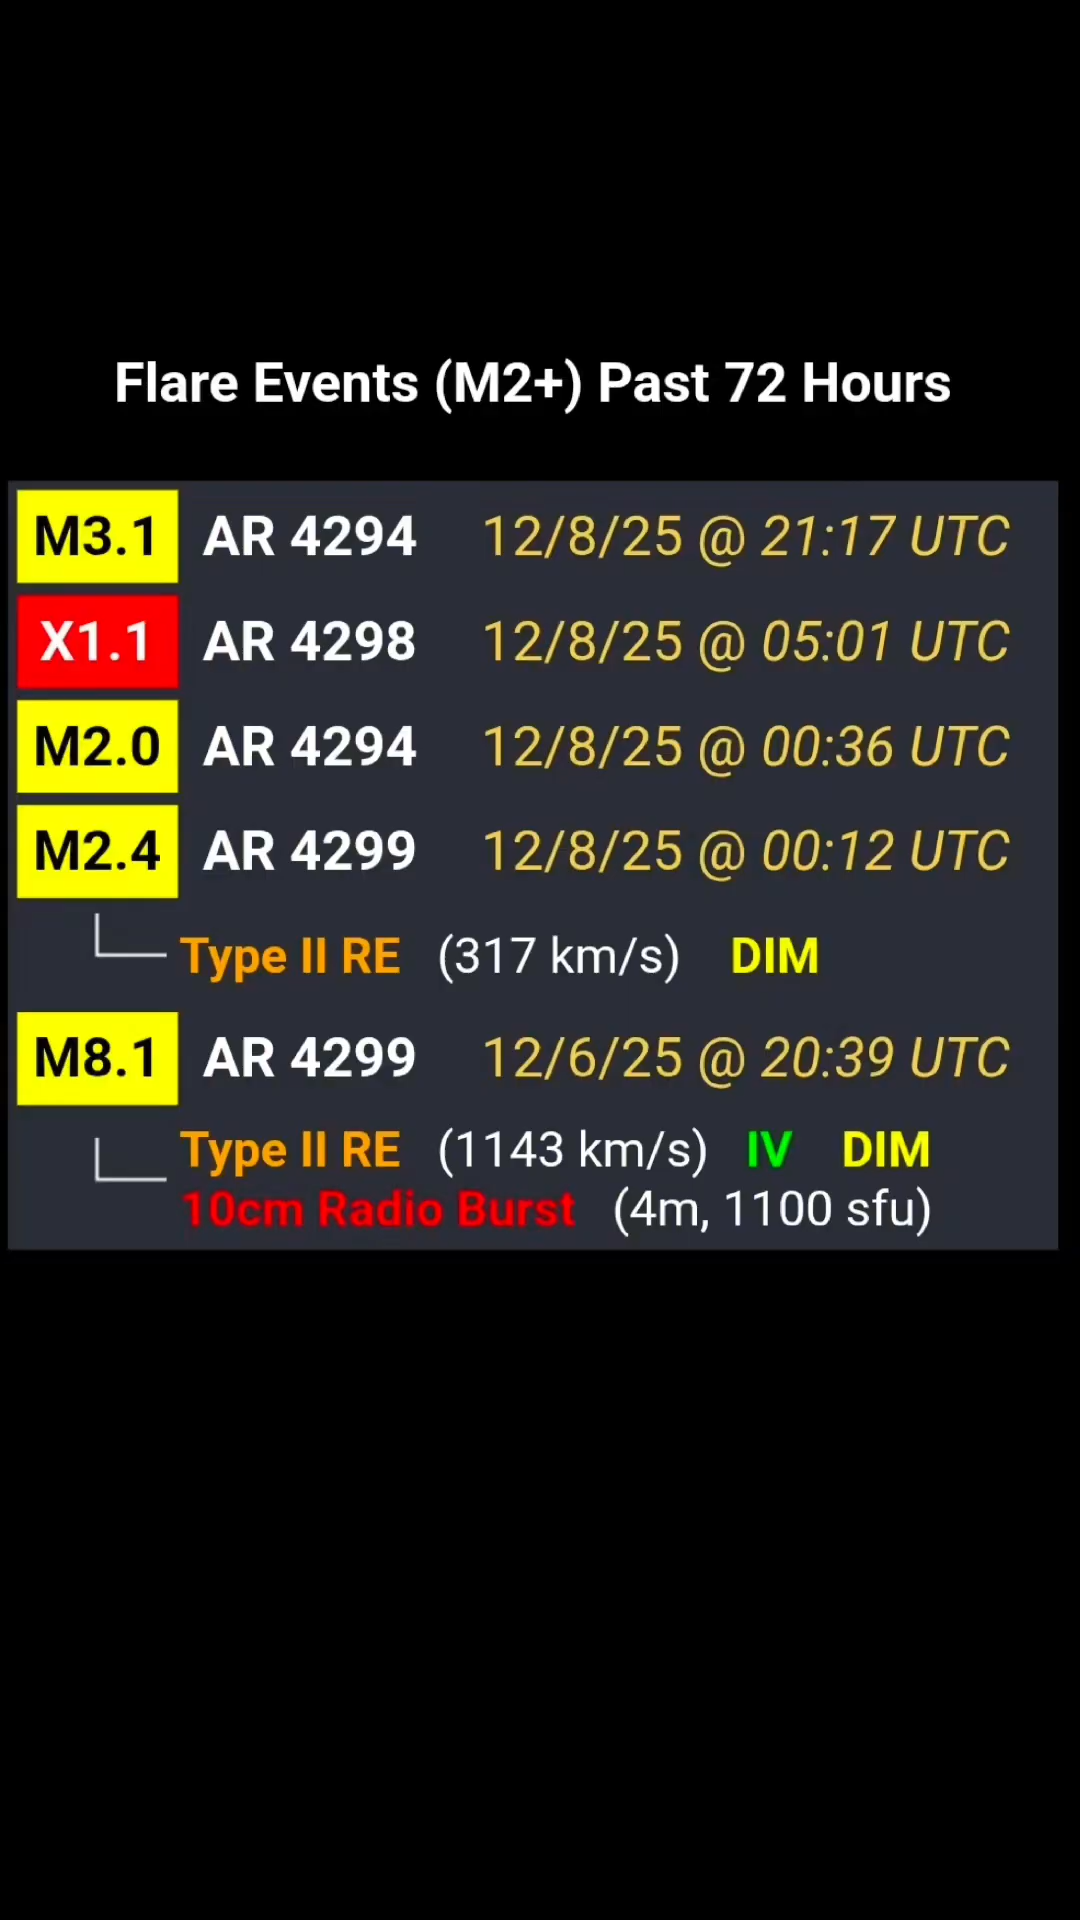 Flare Events (M2+) Past 72 Hours
M3.1 AR 4294 12/8/25 @ 21:17 UTC
X1.1 AR 4298 12/8/25 @ 05:01 UTC
M2.0 AR 4294 12/8/25 @ 00:36 UTC
M2.4 AR 4299 12/8/25 @ 00:12 UTC
Type II RE (317 km/s) DIM
M8.1 AR 4299 12/6/25 @ 20:39 UTC
Type II RE (1143 km/s) IV DIM
10cm Radio Burst (4m, 1100 sfu)